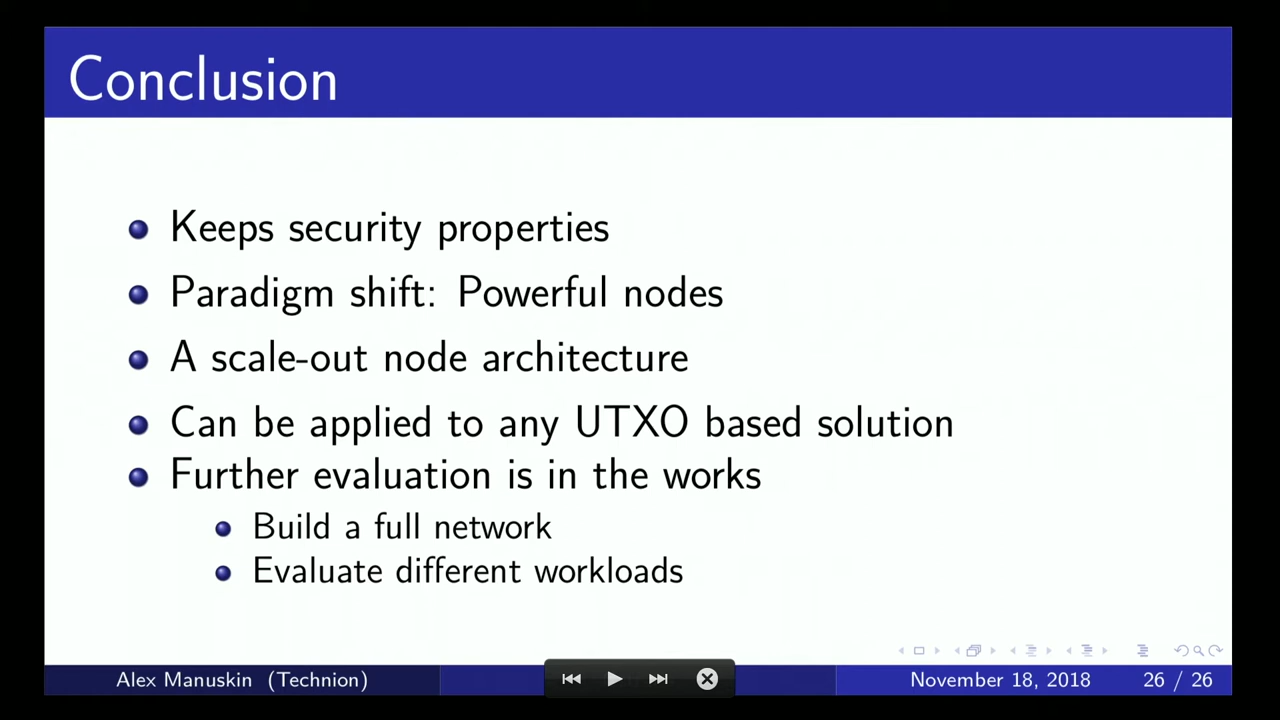 Conclusion
Keeps security properties
Paradigm shift: Powerful nodes
A scale-out node architecture
Can be applied to any UTXO based solution
Further evaluation is in the works
Build a full network
Evaluate different workloads
Alex Manuskin (Technion)
November 18, 2018
26 / 26